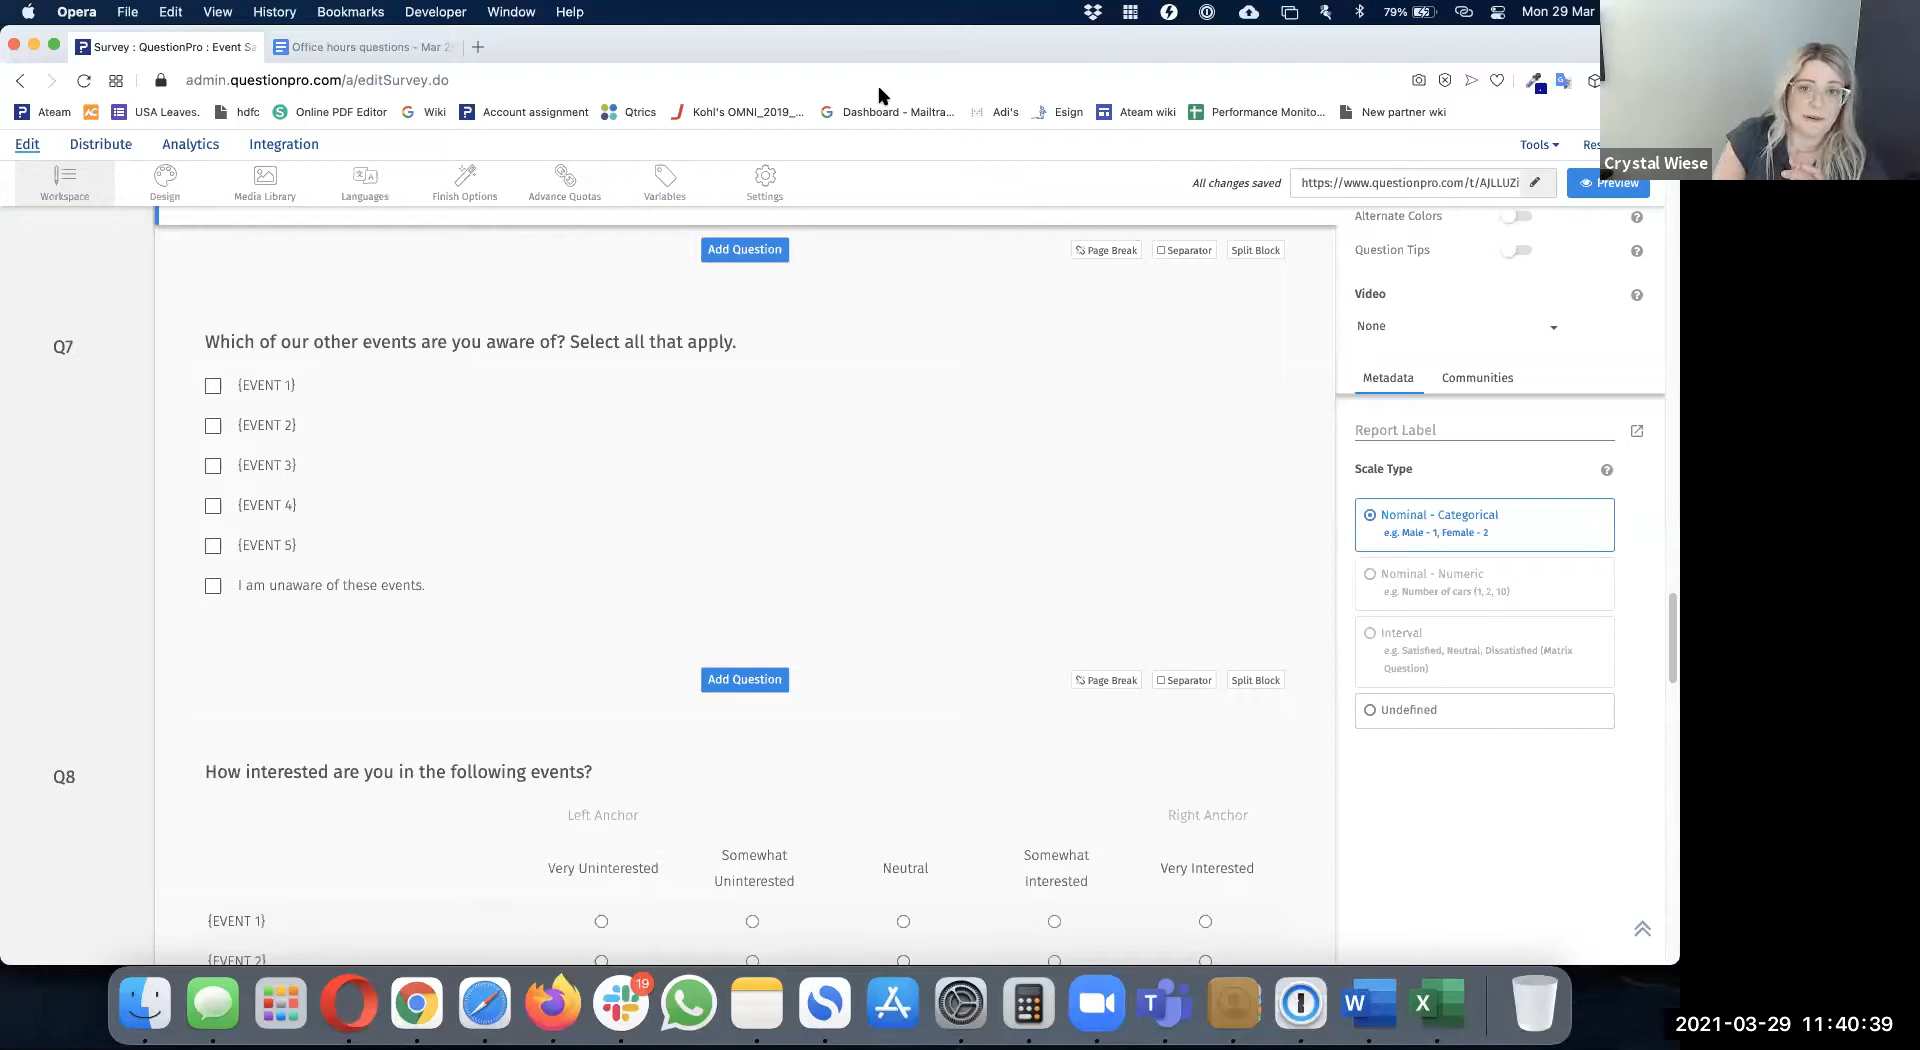 Opera File Edit View History Bookmarks Developer Window Help 79% Mon 29 Mar
Survey : QuestionPro : Event Sa Office hours questions - Mar 2
admin.questionpro.com/a/editSurvey.do
Ateam USA Leaves. hdfc Online PDF Editor Wiki Account assignment Qtrics Kohl's OMNI_2019_... Dashboard - Mailtra... Adi's Esign Ateam wiki Performance Monito... New partner wki
Edit Distribute Analytics Integration Tools Res
Crystal Wiese
Workspace Design Media Library Languages Finish Options Advance Quotas Variables Settings
All changes saved https://www.questionpro.com/t/AJLLUZi Preview
Alternate Colors
Add Question Page Break Separator Split Block
Question Tips
Video
None
Q7
Which of our other events are you aware of? Select all that apply.
{EVENT 1}
{EVENT 2}
{EVENT 3}
{EVENT 4}
{EVENT 5}
I am unaware of these events.
Metadata Communities
Report Label
Scale Type
Nominal - Categorical
e.g. Male - 1, Female - 2
Nominal - Numeric
e.g. Number of cars (1, 2, 10)
Interval
e.g. Satisfied, Neutral, Dissatisfied (Matrix
Question)
Undefined
Add Question Page Break Separator Split Block
Q8
How interested are you in the following events?
Left Anchor Right Anchor
Very Uninterested Somewhat Uninterested Neutral Somewhat Interested Very Interested
{EVENT 1}
{EVENT 2}
19
2021-03-29 11:40:39